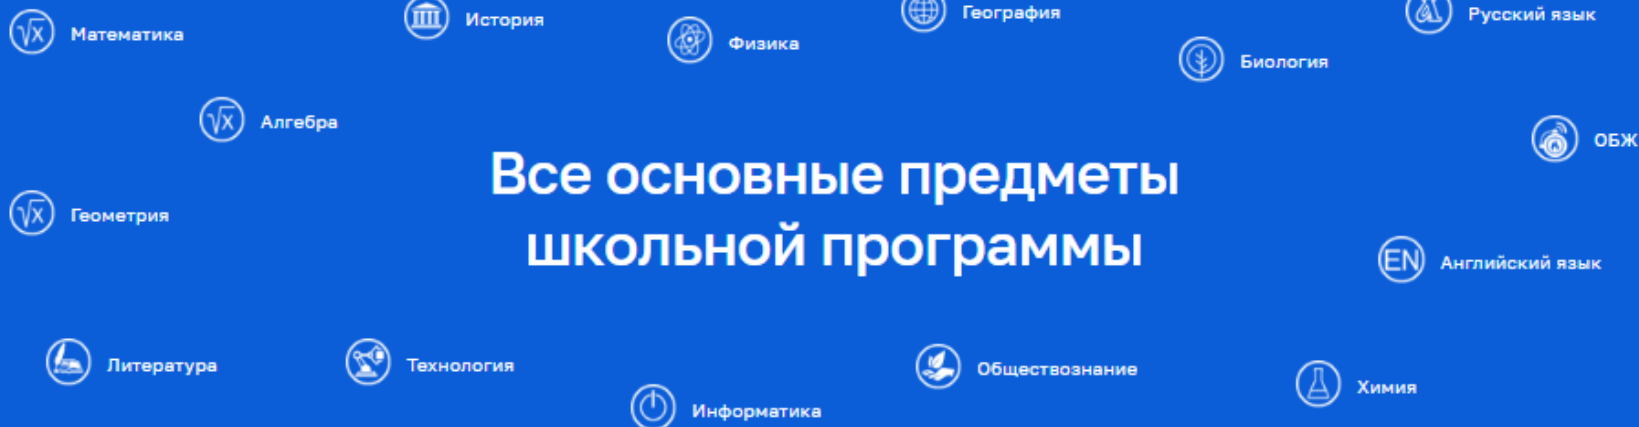 Математика
История
Физика
География
Русский язык
Биология
Алгебра
ОБЖ
Все основные предметы
школьной программы
Геометрия
EN Английский язык
Литература
Технология
Обществознание
Химия
Информатика